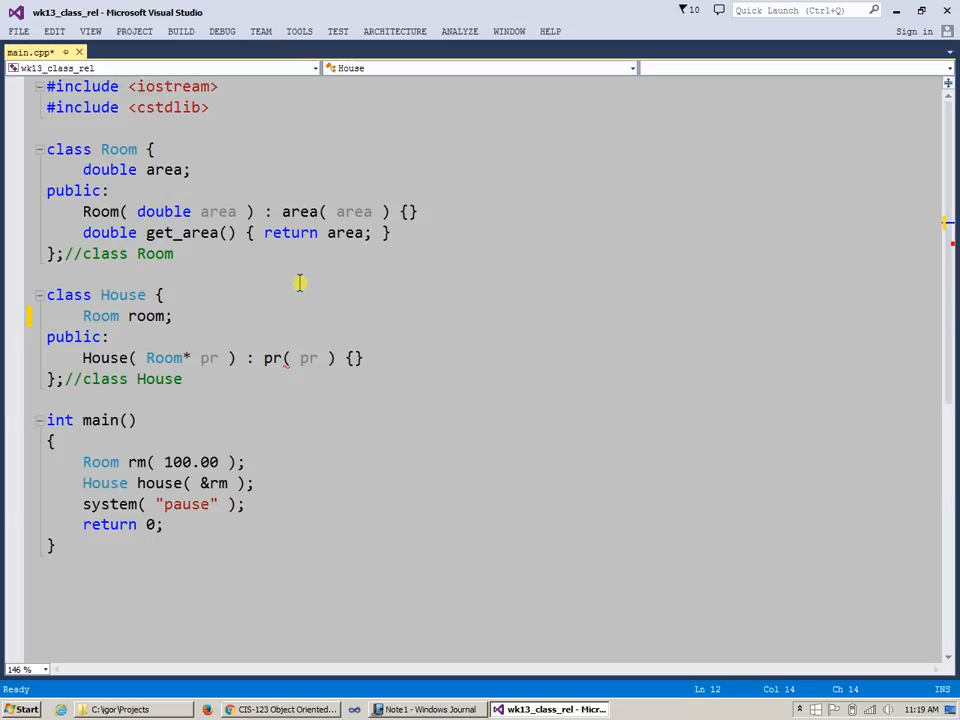 main.cpp* - Microsoft Visual Studio
10
Quick Launch (Ctrl+Q)
FILE EDIT VIEW PROJECT BUILD DEBUG TEAM TOOLS TEST ARCHITECTURE ANALYZE WINDOW HELP
Sign in
main.cpp*
wk13_class_rel
House
#include <iostream>
#include <cstdlib>
class Room {
double area;
public:
Room( double area ) : area( area ) {}
double get_area() { return area; }
};//class Room
class House {
Room room;
public:
House( Room* pr ) : pr( pr ) {}
};//class House
int main()
{
Room rm( 100.00 );
House house( &rm );
system( "pause" );
return 0;
}
146 %
Ready
Ln 12
Col 14
Ch 14
INS
Start
C:\igor\Projects
CIS-123 Object Oriented...
Note1 - Windows Journal
wk13_class_rel - Micr...
11:19 AM